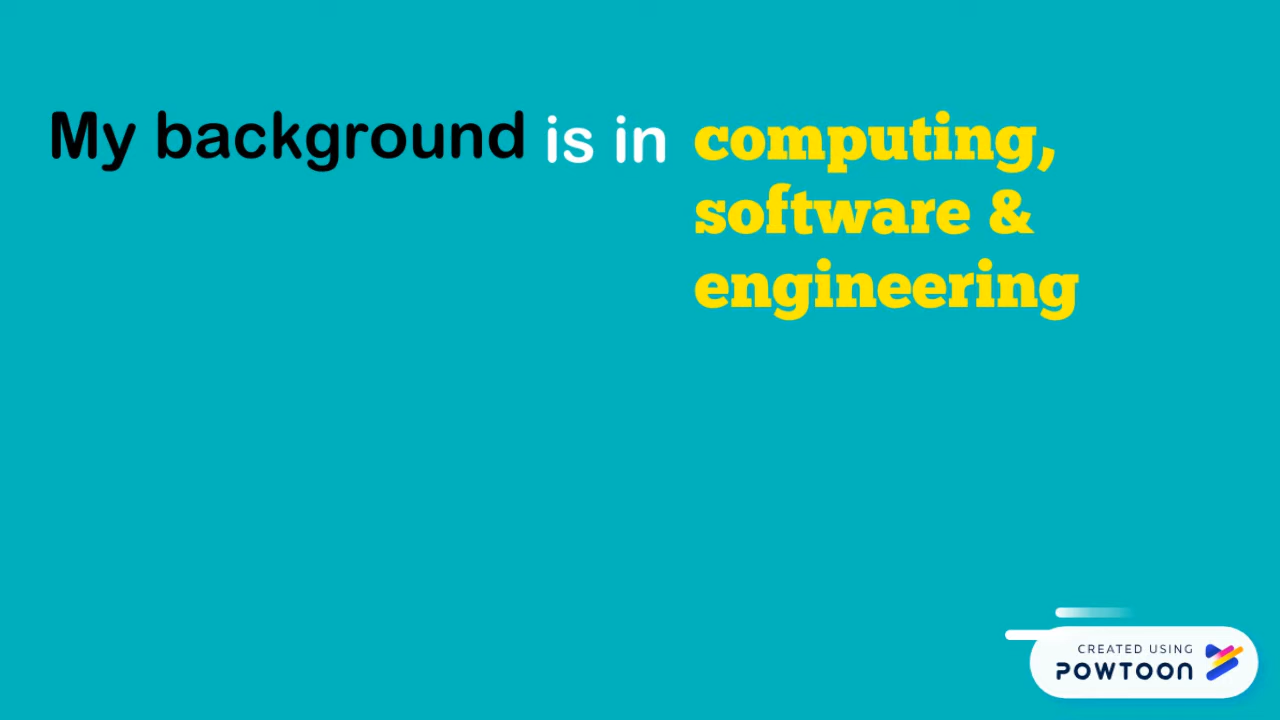 My background is in computing,
software &
engineering
CREATED USING
POWTOON